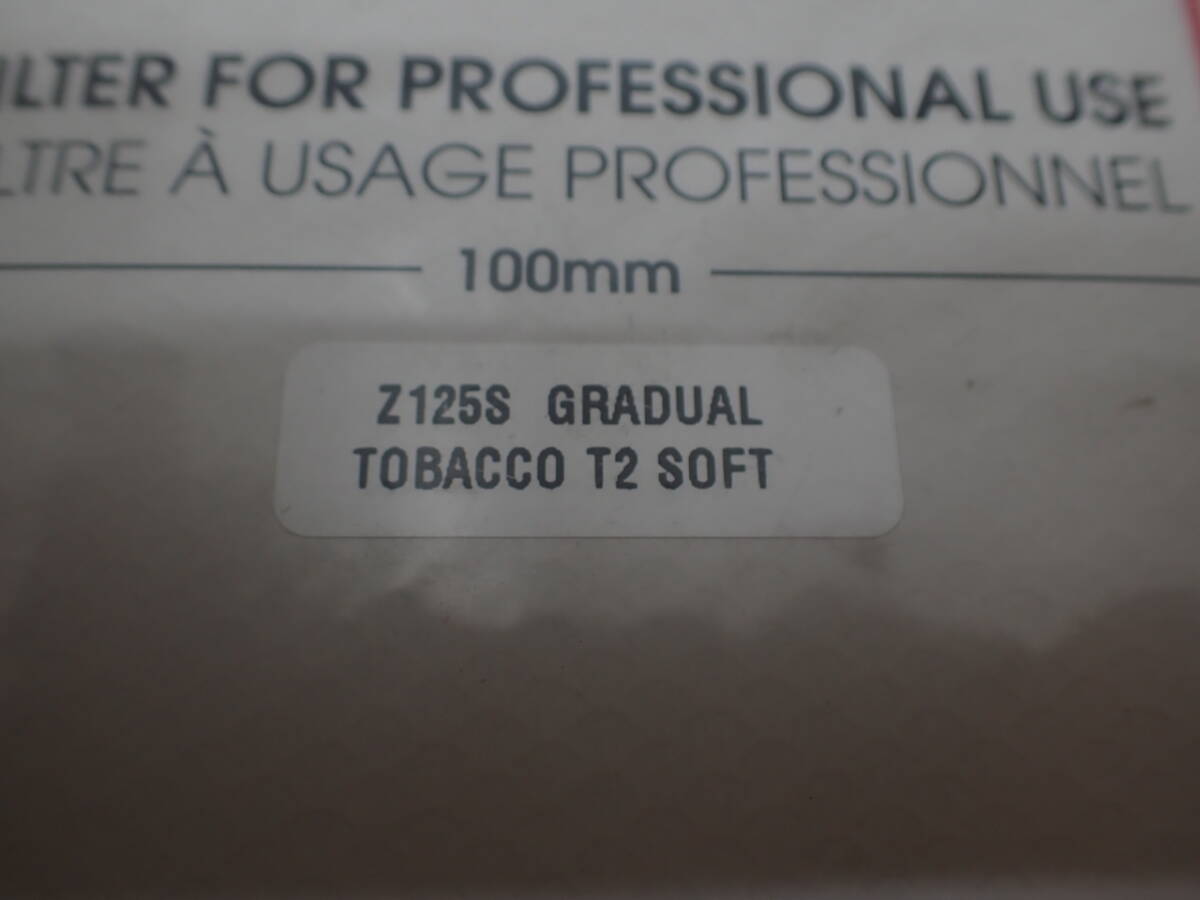 ILTER FOR PROFESSIONAL USE
LTRE À USAGE PROFESSIONNEL
100mm
Z125S GRADUAL
TOBACCO T2 SOFT